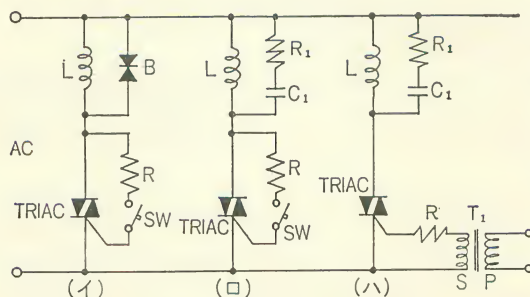 L
B
L
R₁
C₁
L
R₁
C₁
AC
R
TRIAC
SW
R
TRIAC
SW
TRIAC
R
T₁
S
P
(イ)
(ロ)
(ハ)